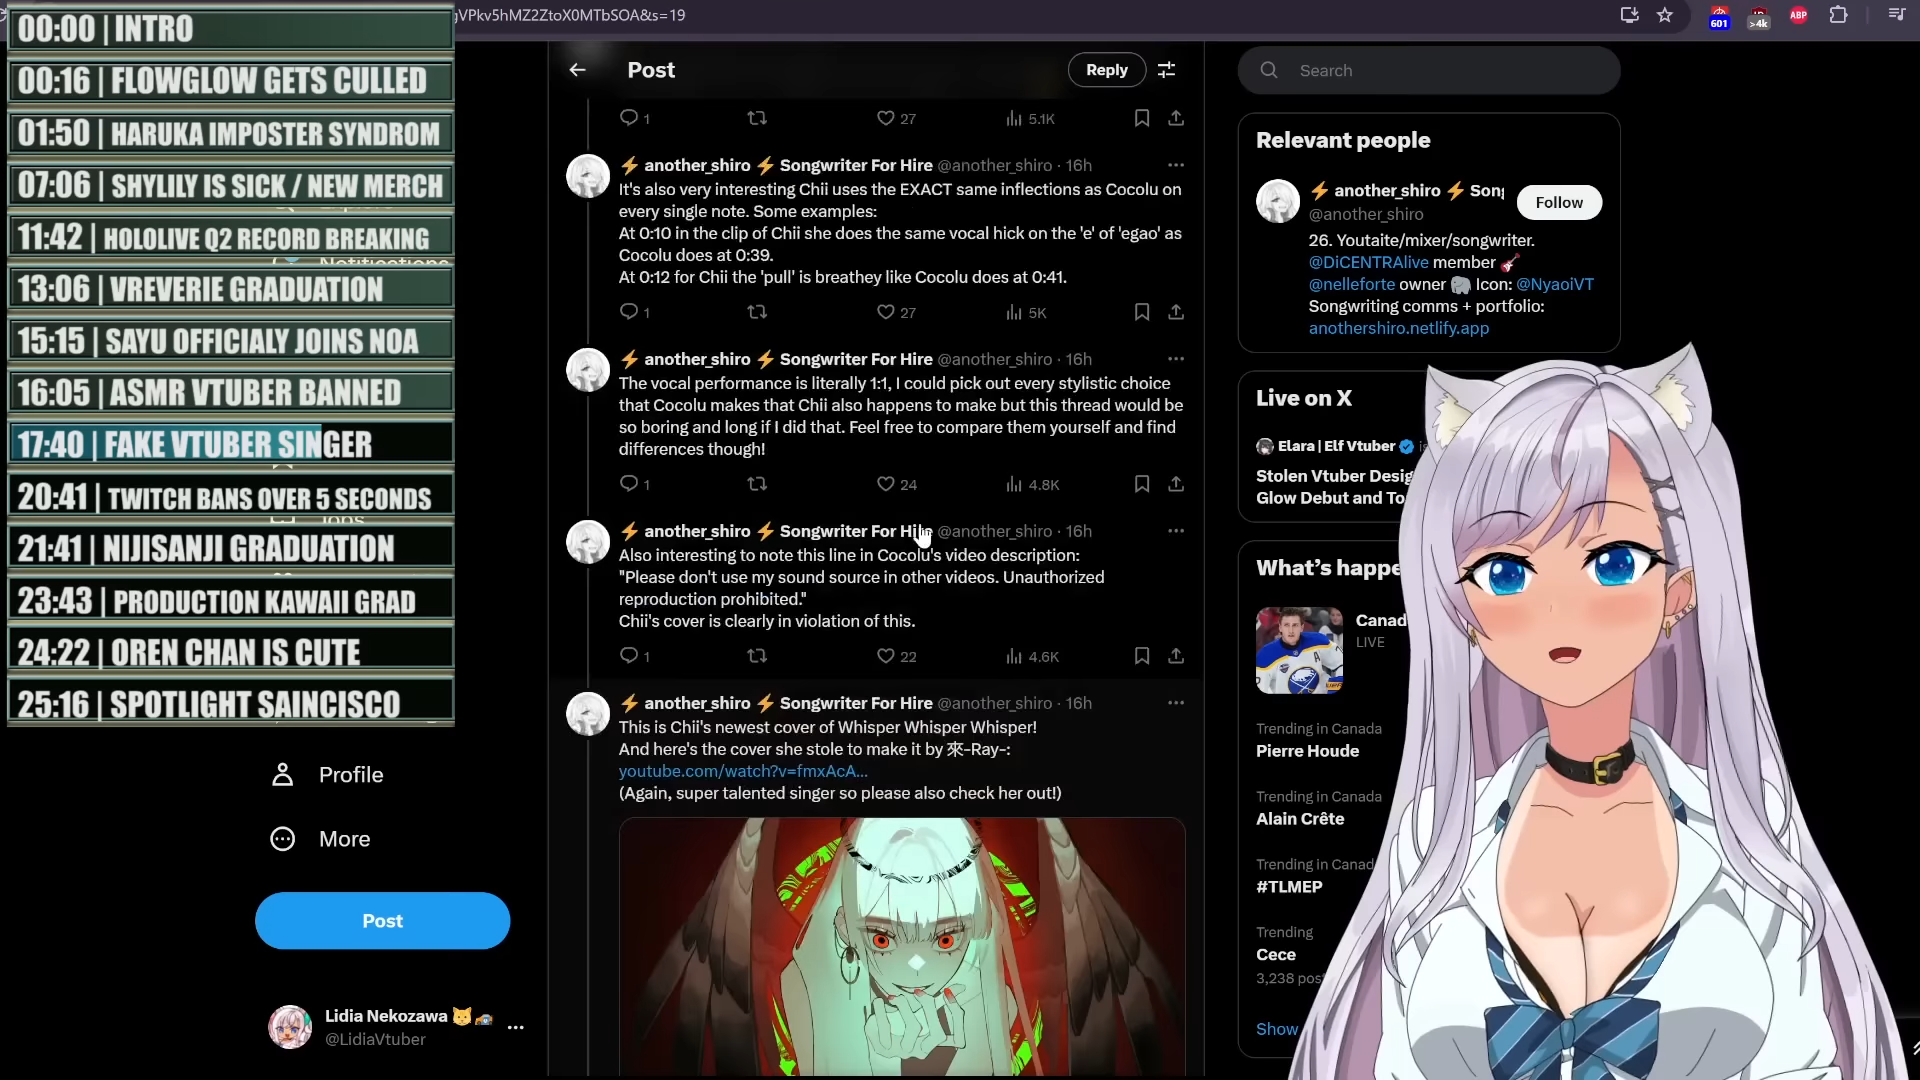 gVPkv5hMZ2ZtoX0MTbSOA&s=19
601
>4k
ABP
00:00 | INTRO
00:16 | FLOWGLOW GETS CULLED
01:50 | HARUKA IMPOSTER SYNDROM
07:06 | SHYLILY IS SICK / NEW MERCH
11:42 | HOLOLIVE Q2 RECORD BREAKING
13:06 | VREVERIE GRADUATION
15:15 | SAYU OFFICIALY JOINS NOA
16:05 | ASMR VTUBER BANNED
17:40 | FAKE VTUBER SINGER
20:41 | TWITCH BANS OVER 5 SECONDS
21:41 | NIJISANJI GRADUATION
23:43 | PRODUCTION KAWAII GRAD
24:22 | OREN CHAN IS CUTE
25:16 | SPOTLIGHT SAINCISCO
Profile
More
Post
Lidia Nekozawa
@LidiaVtuber
Post
Reply
1 27 5.1K
another_shiro ⚡ Songwriter For Hire @another_shiro · 16h
It's also very interesting Chii uses the EXACT same inflections as Cocolu on
every single note. Some examples:
At 0:10 in the clip of Chii she does the same vocal hick on the 'e' of 'egao' as
Cocolu does at 0:39.
At 0:12 for Chii the 'pull' is breathey like Cocolu does at 0:41.
1 27 5K
another_shiro ⚡ Songwriter For Hire @another_shiro · 16h
The vocal performance is literally 1:1, I could pick out every stylistic choice
that Cocolu makes that Chii also happens to make but this thread would be
so boring and long if I did that. Feel free to compare them yourself and find
differences though!
1 24 4.8K
another_shiro ⚡ Songwriter For Hire @another_shiro · 16h
Also interesting to note this line in Cocolu's video description:
"Please don't use my sound source in other videos. Unauthorized
reproduction prohibited."
Chii's cover is clearly in violation of this.
1 22 4.6K
another_shiro ⚡ Songwriter For Hire @another_shiro · 16h
This is Chii's newest cover of Whisper Whisper Whisper!
And here's the cover she stole to make it by 來-Ray-:
youtube.com/watch?v=fmxAcA...
(Again, super talented singer so please also check her out!)
Search
Relevant people
another_shiro ⚡ Song
@another_shiro
Follow
26. Youtaite/mixer/songwriter.
@DiCENTRAlive member
@nelleforte owner Icon: @NyaoiVT
Songwriting comms + portfolio:
anothershiro.netlify.app
Live on X
Elara | Elf Vtuber is
Stolen Vtuber Desig
Glow Debut and To
What's happe
Canad
LIVE
Trending in Canada
Pierre Houde
Trending in Canada
Alain Crête
Trending in Canad
#TLMEP
Trending
Cece
3,238 post
Show